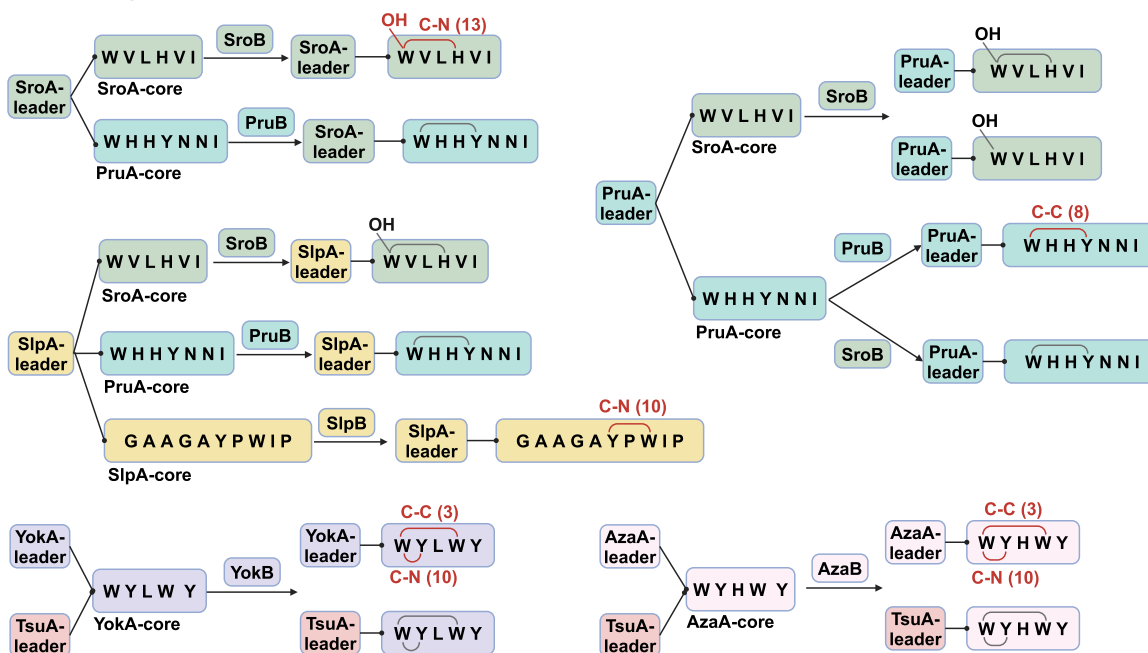 OH
C-N (13)
SroB
W V L H V I
SroA-leader
W V L H V I
SroA-core
SroA-leader
PruB
W H H Y N N I
SroA-leader
W H H Y N N I
PruA-core
OH
SroB
W V L H V I
SlpA-leader
W V L H V I
SroA-core
SlpA-leader
PruB
W H H Y N N I
SlpA-leader
W H H Y N N I
PruA-core
C-N (10)
SlpB
G A A G A Y P W I P
SlpA-leader
G A A G A Y P W I P
SlpA-core
OH
PruA-leader
W V L H V I
SroB
W V L H V I
SroA-core
OH
PruA-leader
W V L H V I
PruA-leader
C-C (8)
PruB
PruA-leader
W H H Y N N I
W H H Y N N I
PruA-core
SroB
PruA-leader
W H H Y N N I
YokA-leader
C-C (3)
YokA-leader
W Y L W Y
YokB
C-N (10)
W Y L W Y
YokA-core
TsuA-leader
TsuA-leader
W Y L W Y
AzaA-leader
C-C (3)
AzaA-leader
W Y H W Y
AzaB
C-N (10)
W Y H W Y
AzaA-core
TsuA-leader
TsuA-leader
W Y H W Y